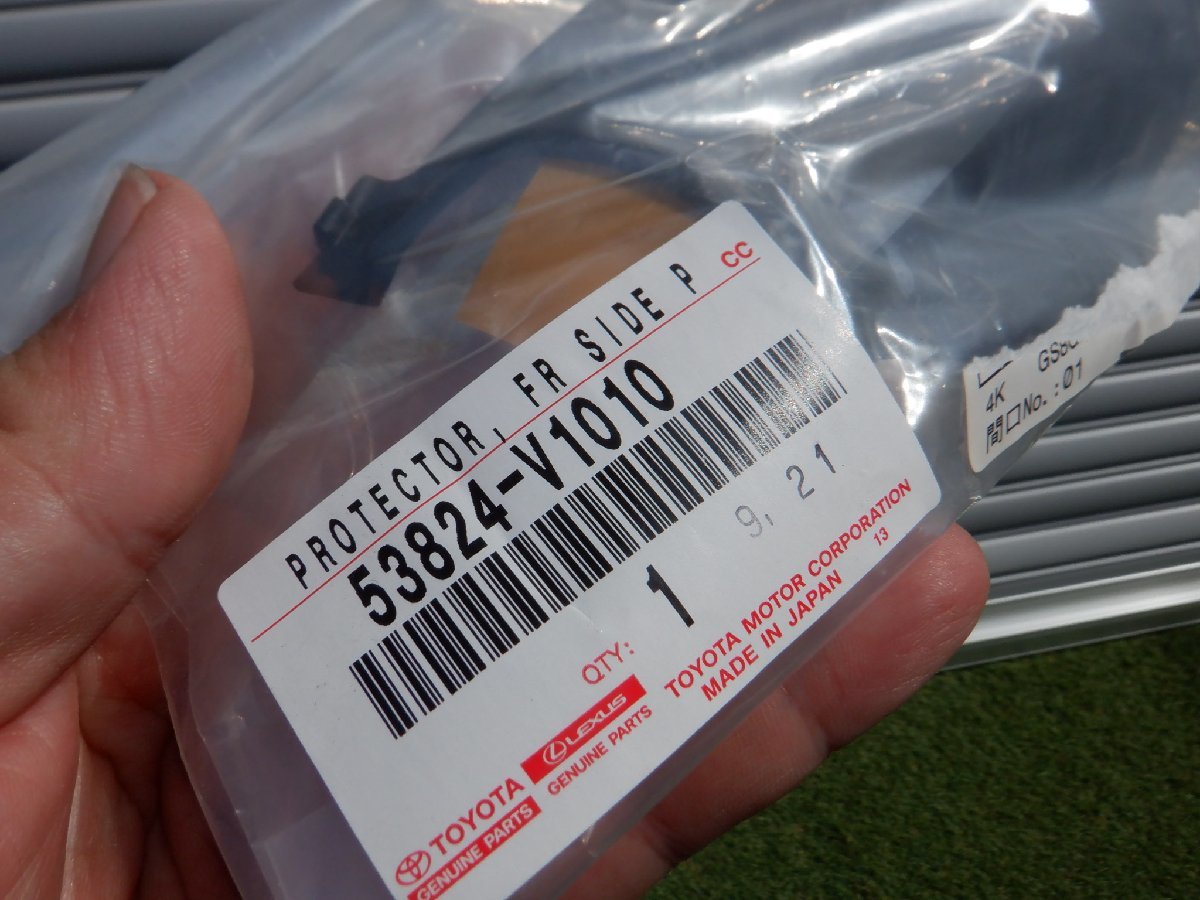 PROTECTOR, FR SIDE P CC
53824-V1010
9, 21
QTY: 1
TOYOTA MOTOR CORPORATION
MADE IN JAPAN 13
TOYOTA
GENUINE PARTS
LEXUS
GENUINE PARTS
4K
間口No.:01